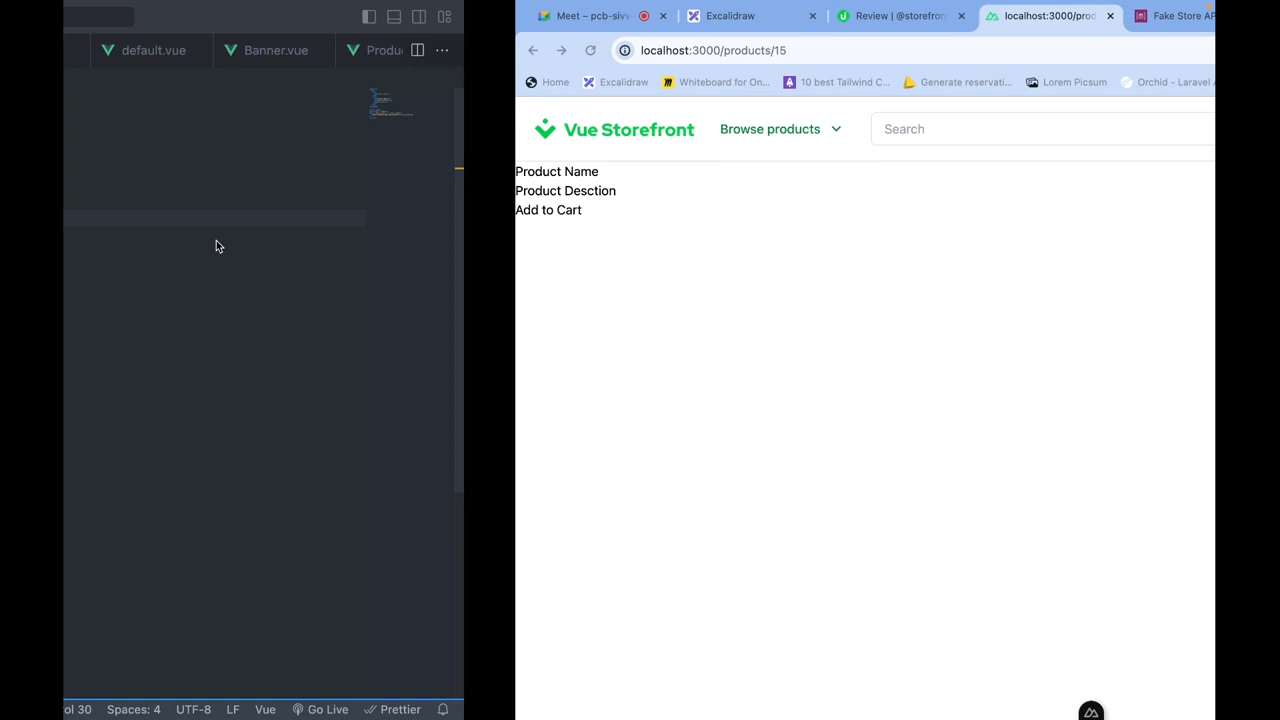 default.vue
Banner.vue
Produ
ol 30
Spaces: 4
UTF-8
LF
Vue
Go Live
Prettier
Meet – pcb-sivv
Excalidraw
Review | @storefron
localhost:3000/prod
Fake Store AP
localhost:3000/products/15
Home
Excalidraw
Whiteboard for On...
10 best Tailwind C...
Generate reservati...
Lorem Picsum
Orchid - Laravel A
Vue Storefront
Browse products
Search
Product Name
Product Desction
Add to Cart